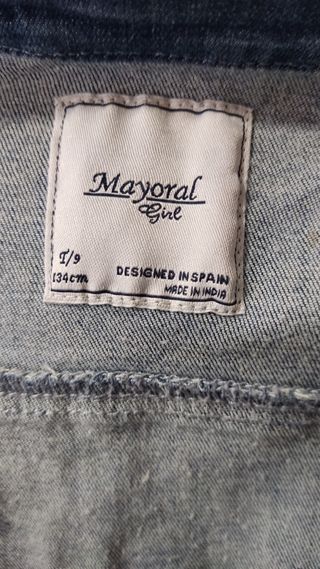 Mayoral
Girl
T/9
134cm
DESIGNED IN SPAIN
MADE IN INDIA